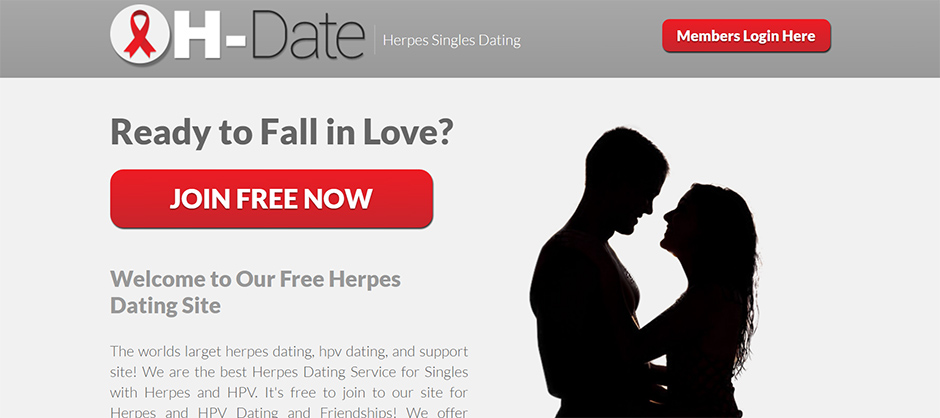 H-Date
Herpes Singles Dating
Members Login Here
Ready to Fall in Love?
JOIN FREE NOW
Welcome to Our Free Herpes
Dating Site
The worlds larget herpes dating, hpv dating, and support
site! We are the best Herpes Dating Service for Singles
with Herpes and HPV. It's free to join to our site for
Herpes and HPV Dating and Friendships! We offer